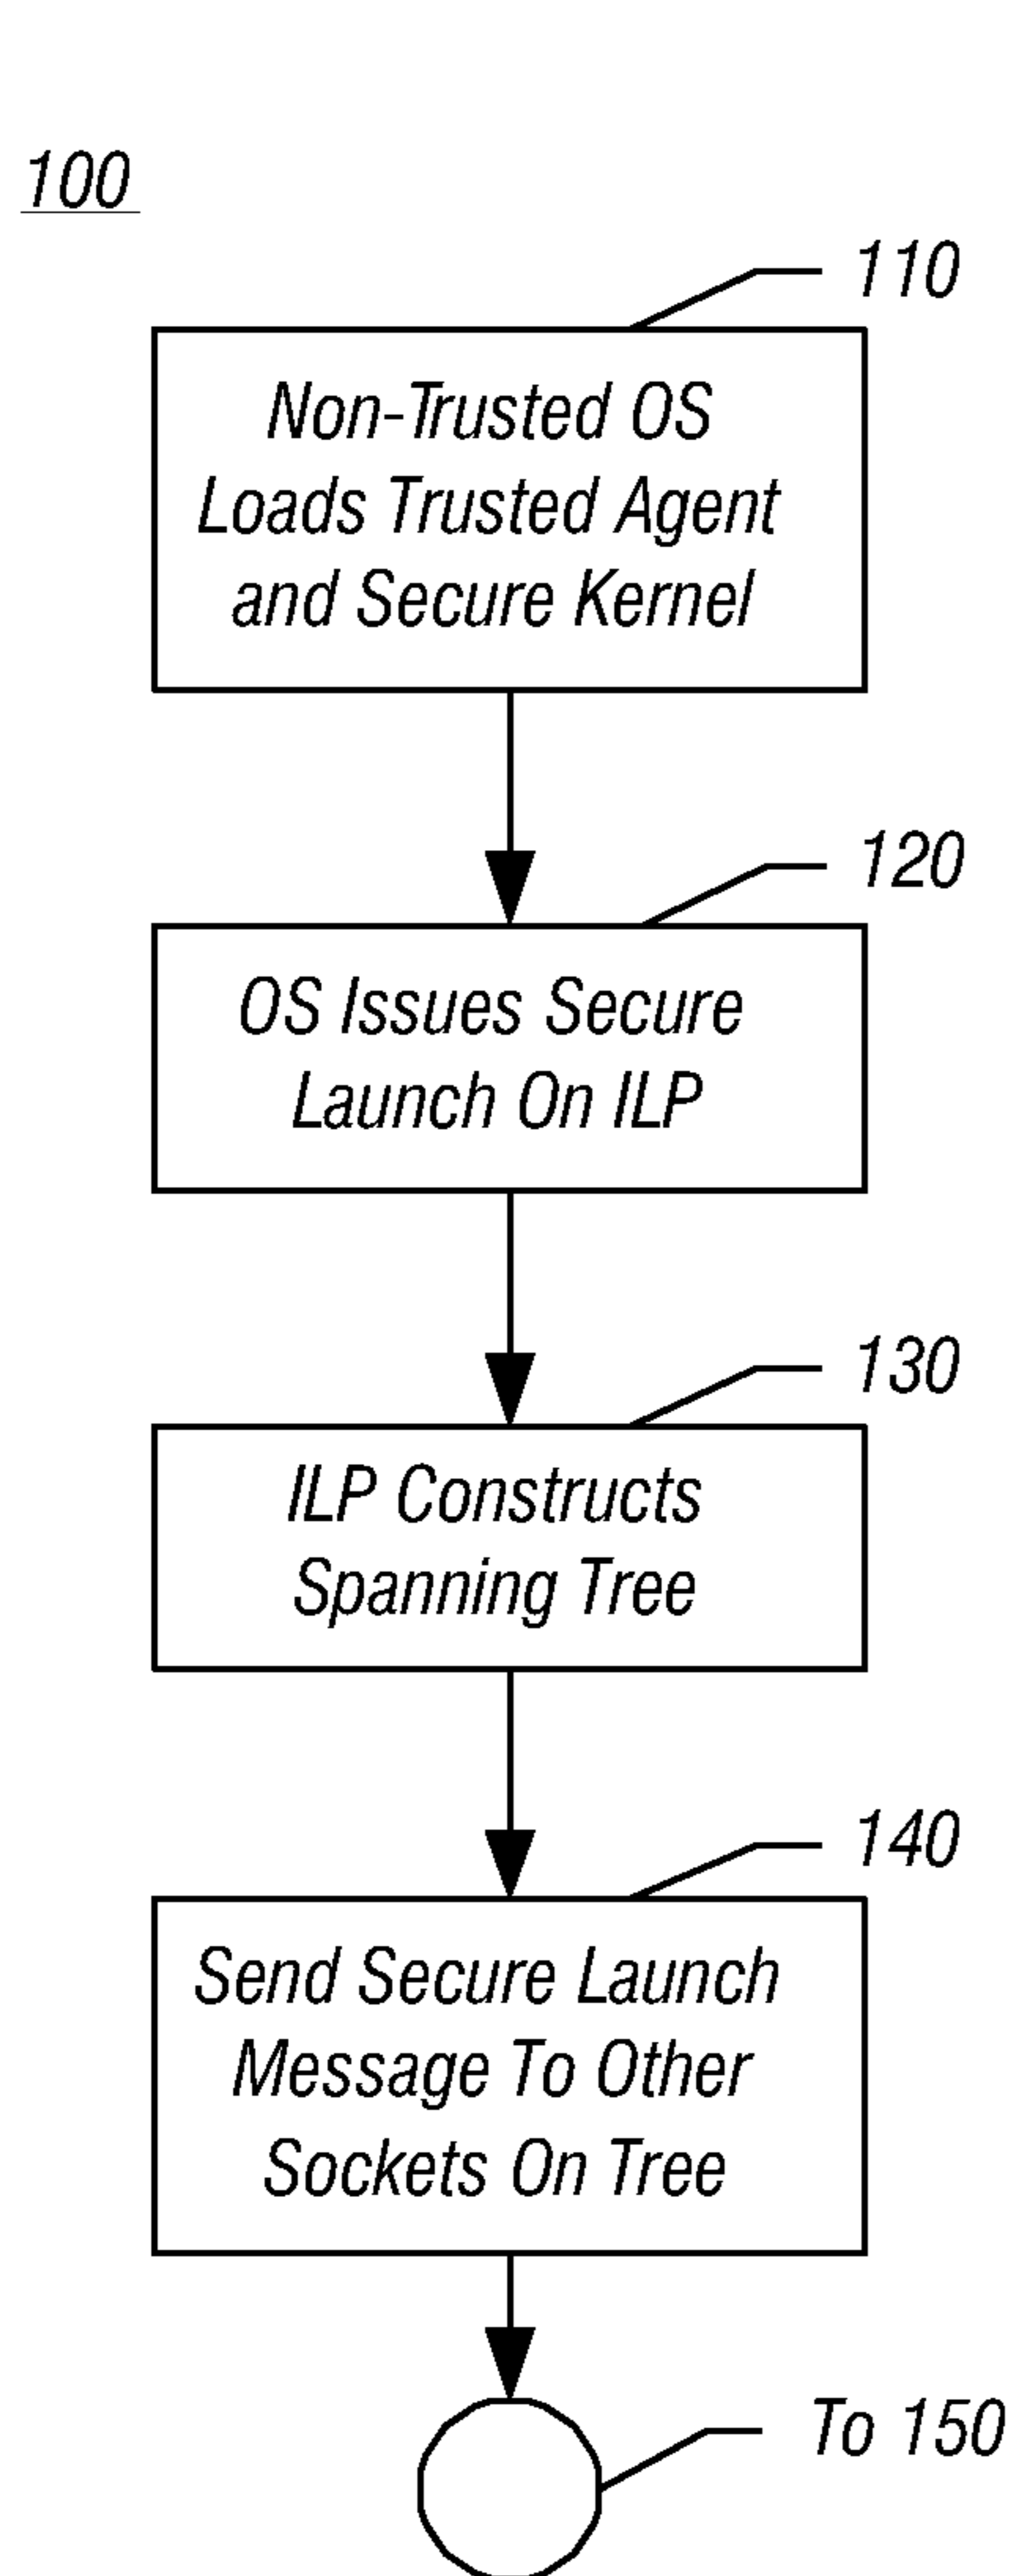 100
110
Non-Trusted OS
Loads Trusted Agent
and Secure Kernel
120
OS Issues Secure
Launch On ILP
130
ILP Constructs
Spanning Tree
140
Send Secure Launch
Message To Other
Sockets On Tree
To 150